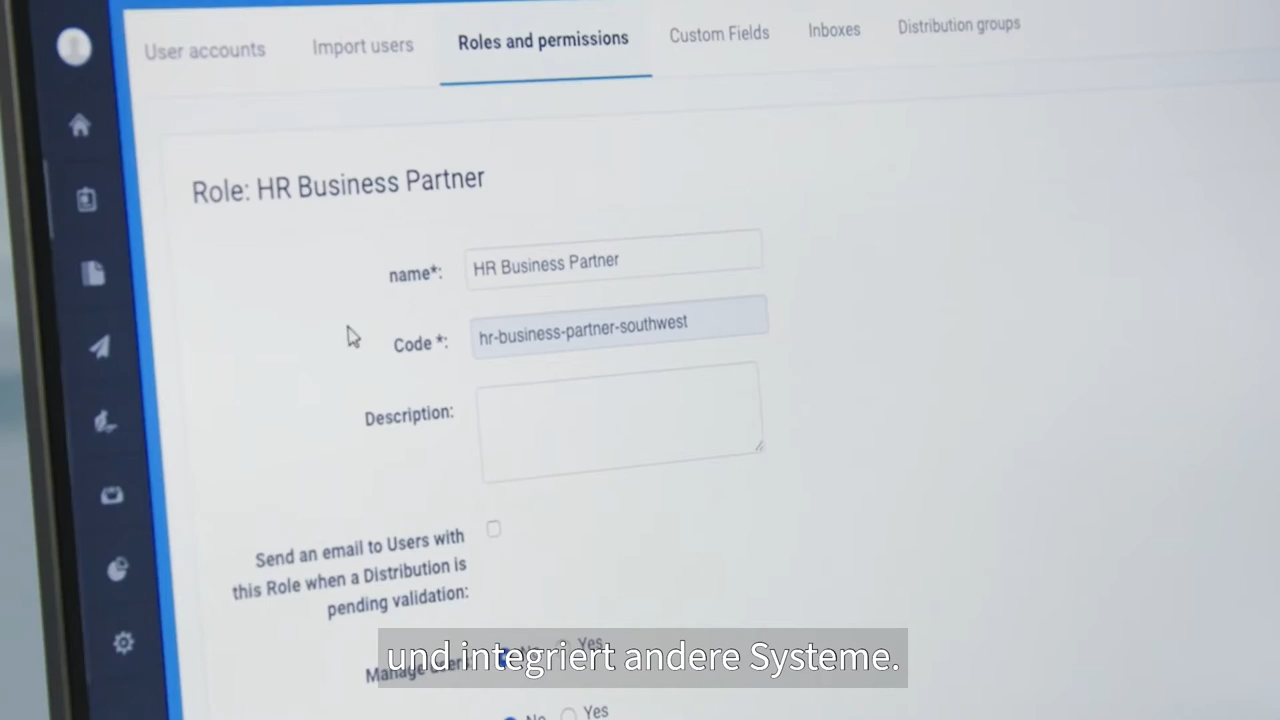 User accounts
Import users
Roles and permissions
Custom Fields
Inboxes
Distribution groups
Role: HR Business Partner
name*:
HR Business Partner
Code *:
hr-business-partner-southwest
Description:
Send an email to Users with
this Role when a Distribution is
pending validation:
Manage users:
No
Yes
und integriert andere Systeme.
No
Yes